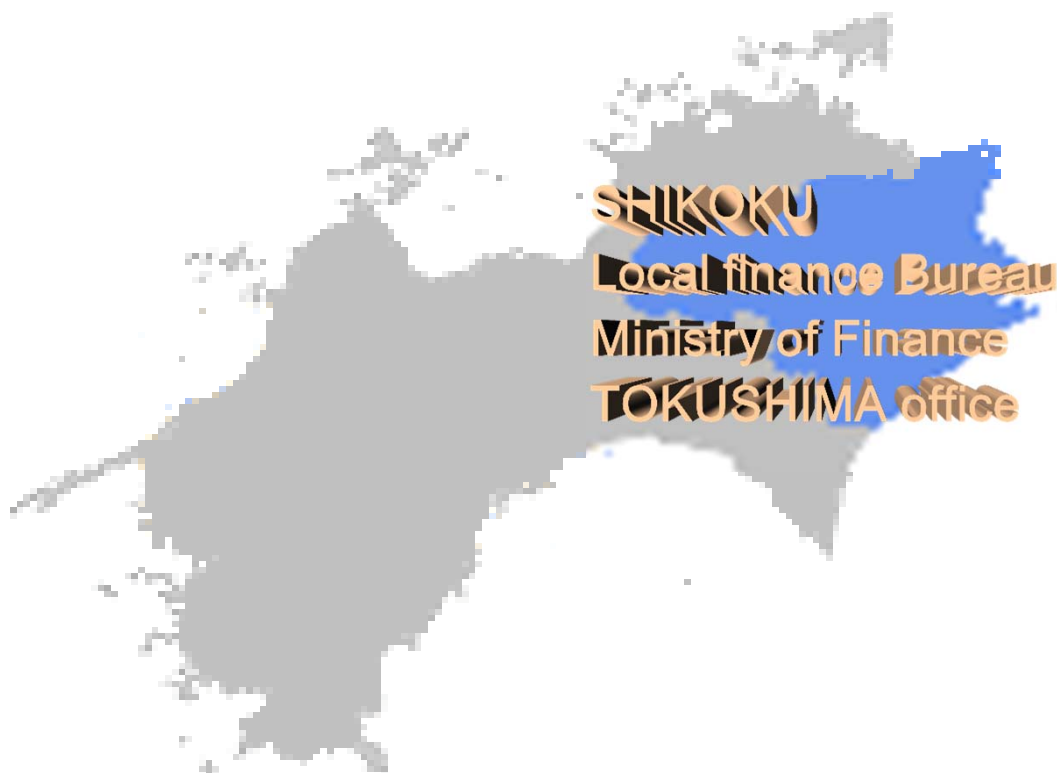 SHIKOKU
Local finance Bureau
Ministry of Finance
TOKUSHIMA office